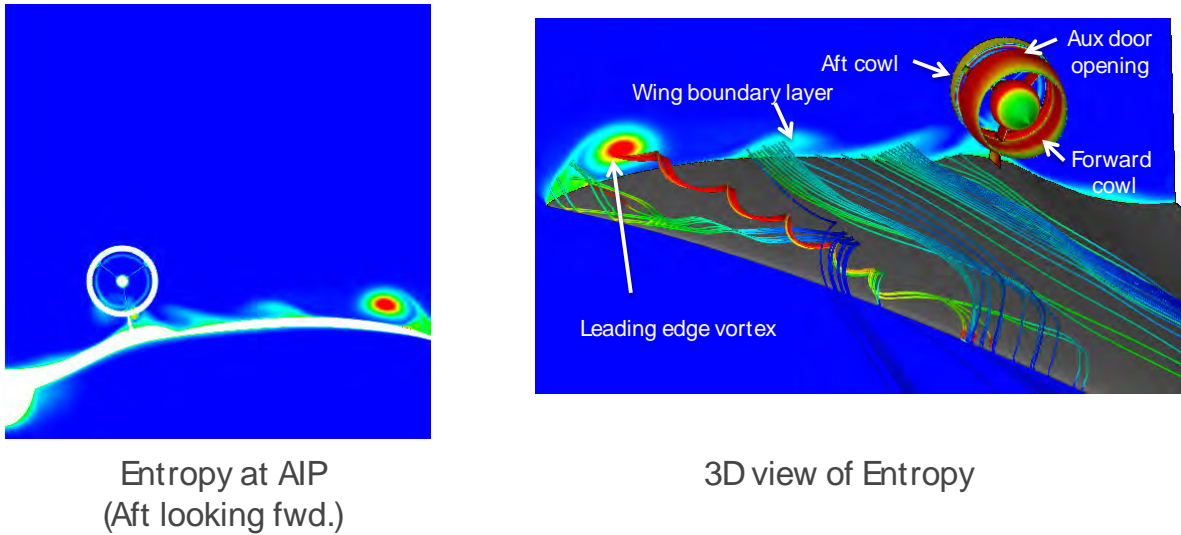 Aux door
opening
Aft cowl
Wing boundary layer
Forward
cowl
Leading edge vortex
Entropy at AIP
(Aft looking fwd.)
3D view of Entropy